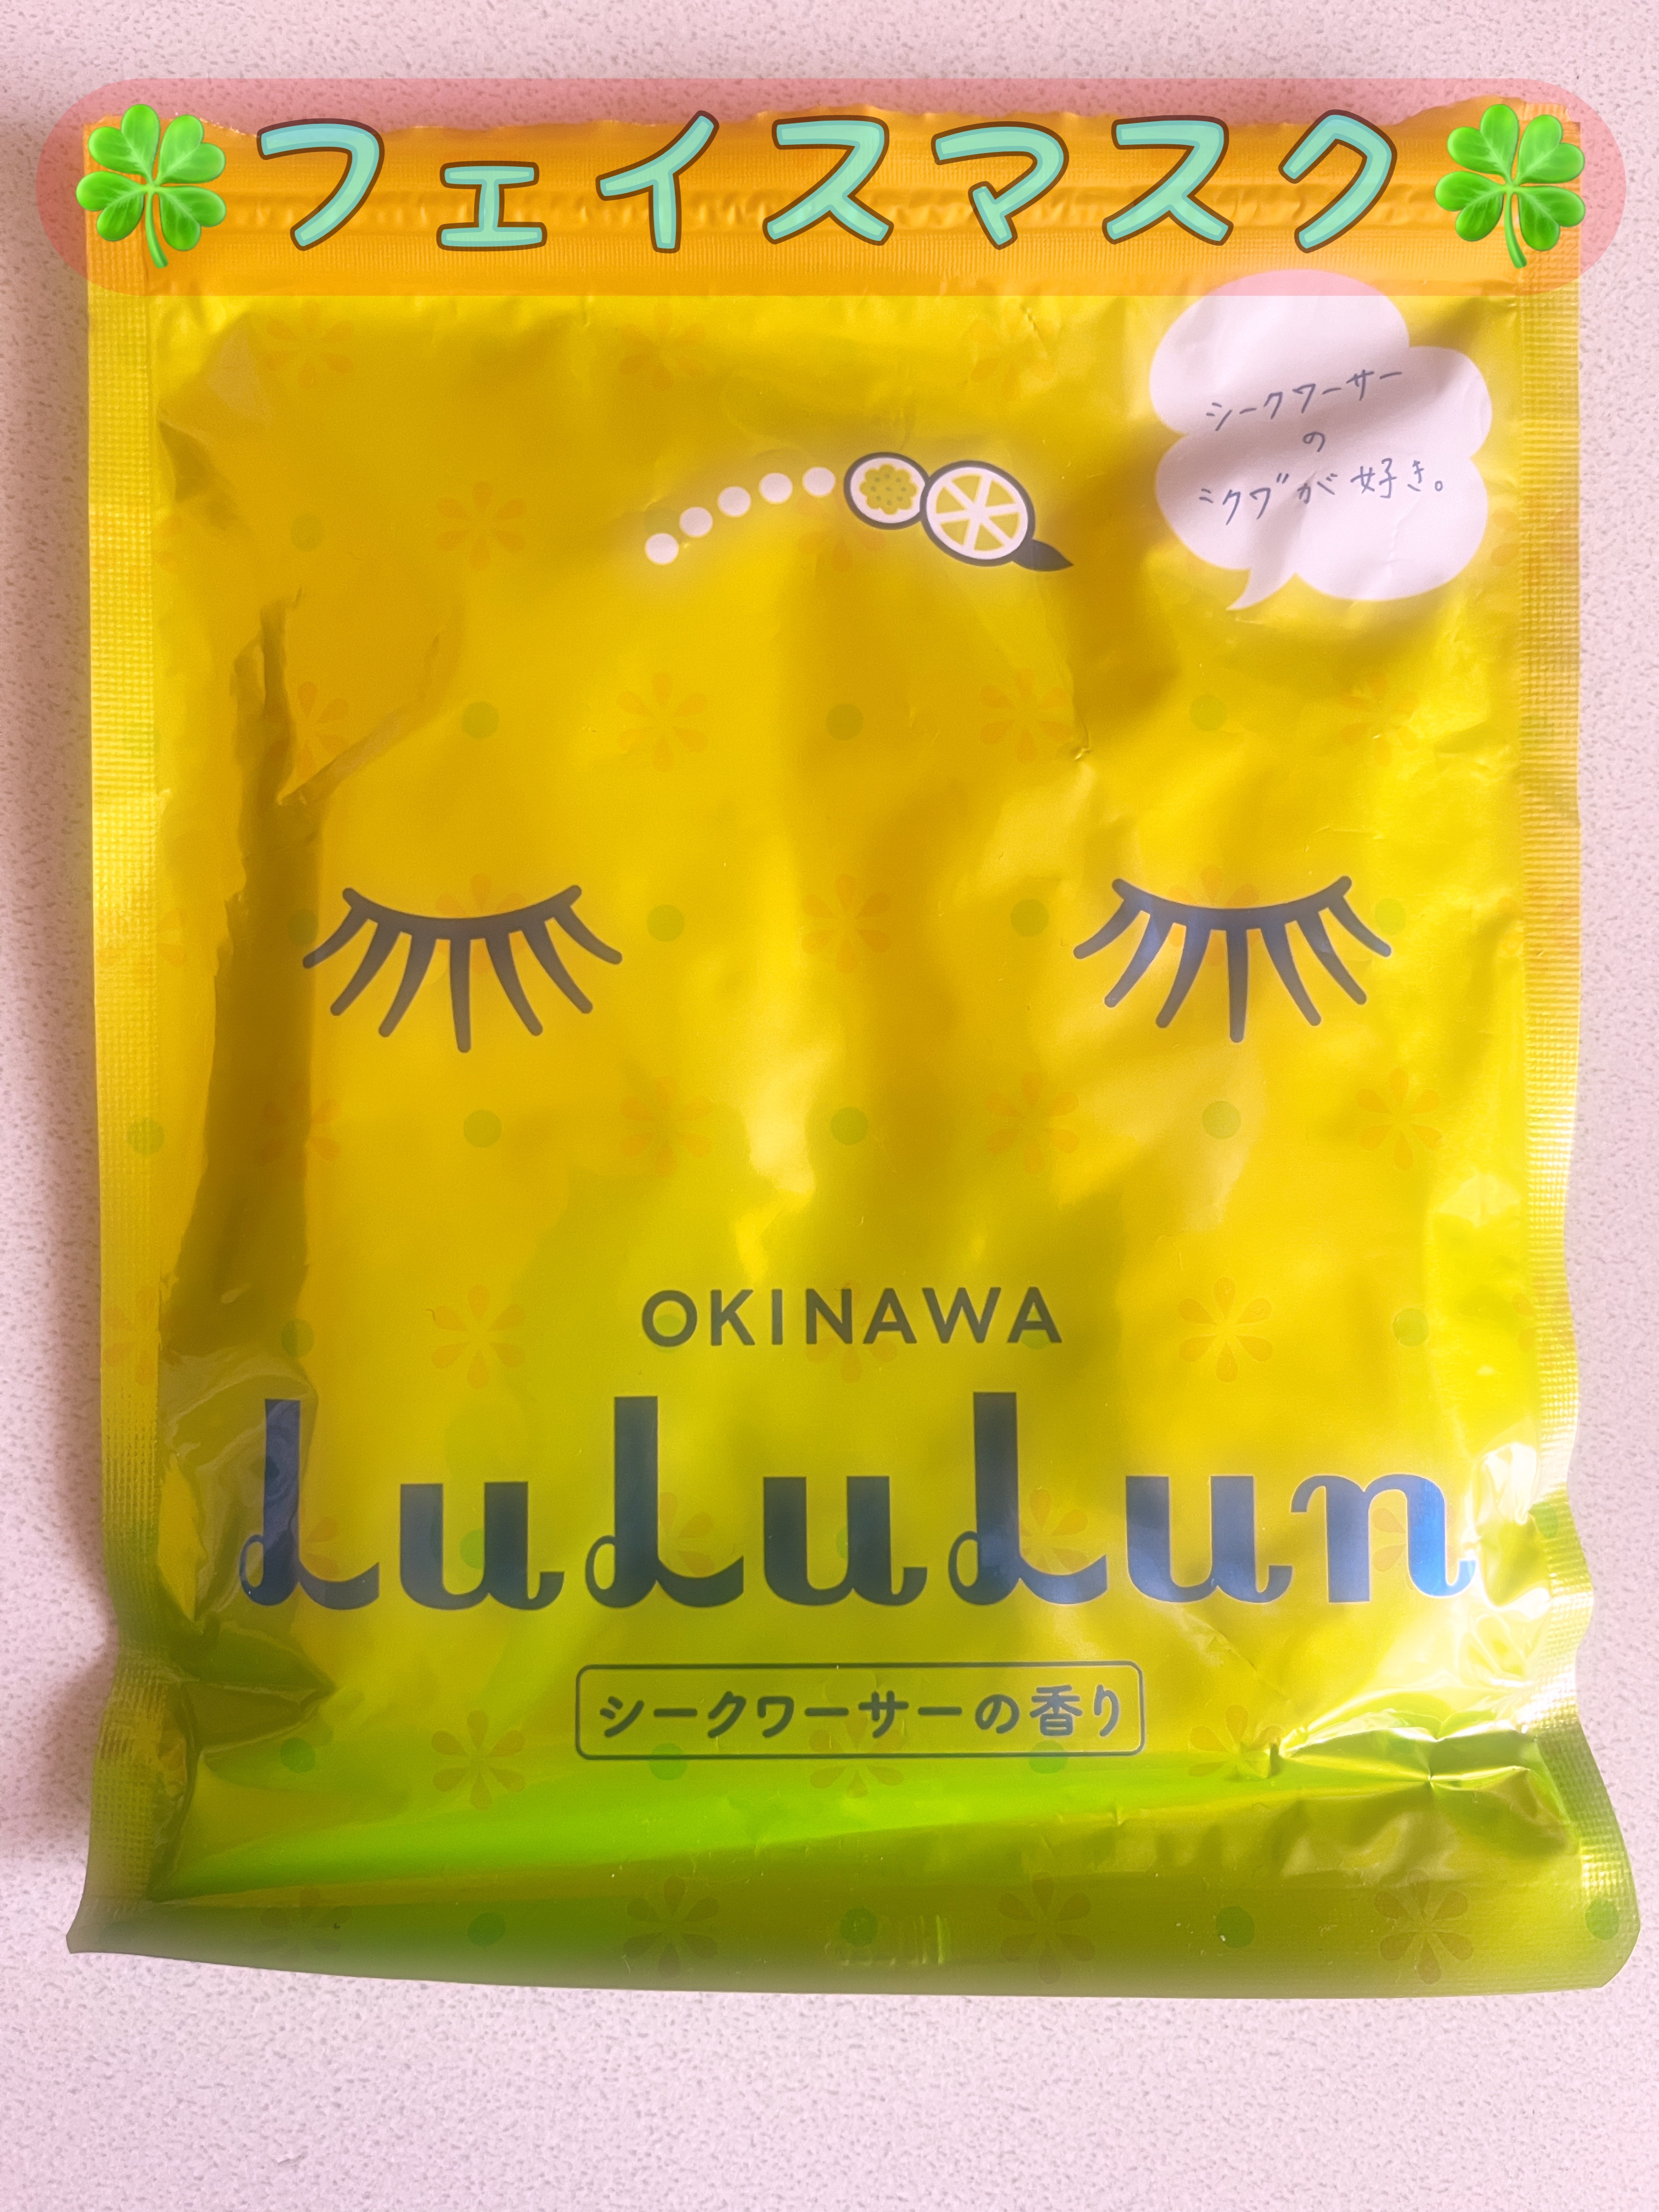 フェイスマスク
シークワーサー
の
ミクワ゛が好き。
OKINAWA
LuLuLun
シークワーサーの香り